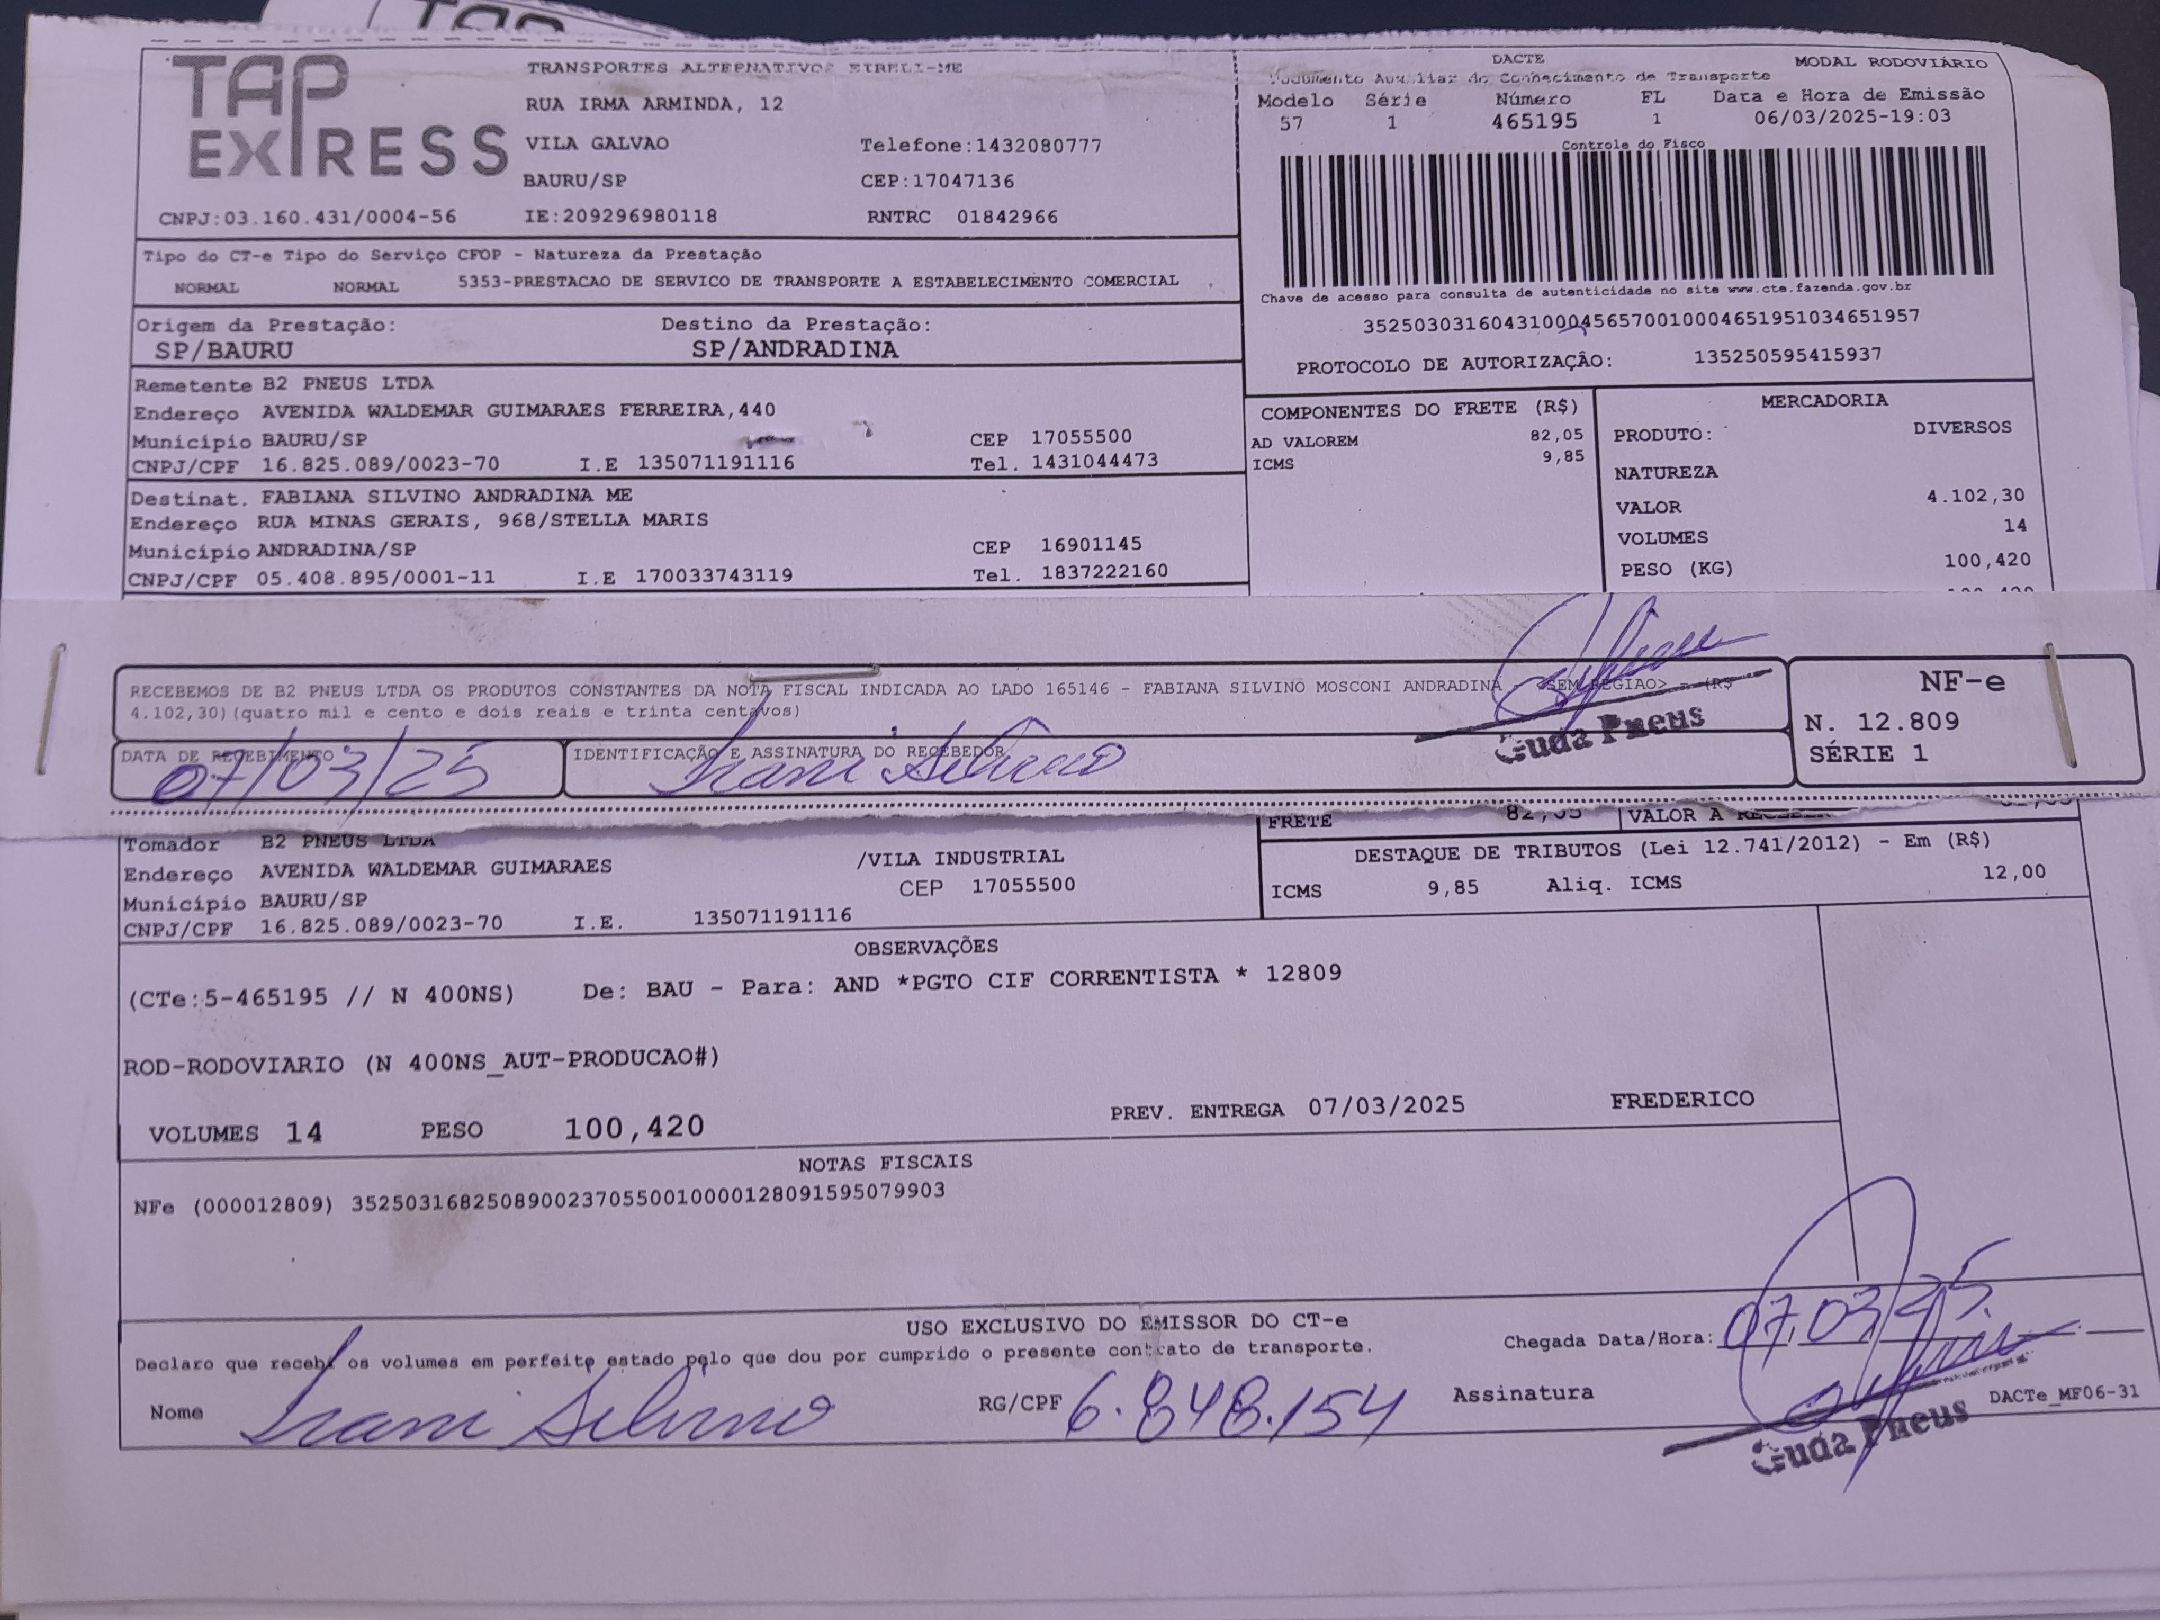 TAP EXPRESS
TRANSPORTES ALTERNATIVOS EIRELI-ME
RUA IRMA ARMINDA, 12
VILA GALVAO Telefone:1432080777
BAURU/SP CEP:17047136
CNPJ:03.160.431/0004-56 IE:209296980118 RNTRC 01842966
DACTE MODAL RODOVIÁRIO
Documento Auxiliar do Conhecimento de Transporte
Modelo Série Número FL Data e Hora de Emissão
57 1 465195 1 06/03/2025-19:03
Controle do Fisco
Chave de acesso para consulta de autenticidade no site www.cte.fazenda.gov.br
35250303160431000456570010004651951034651957
PROTOCOLO DE AUTORIZAÇÃO: 135250595415937
Tipo do CT-e Tipo do Serviço CFOP - Natureza da Prestação
NORMAL NORMAL 5353-PRESTACAO DE SERVICO DE TRANSPORTE A ESTABELECIMENTO COMERCIAL
Origem da Prestação: Destino da Prestação:
SP/BAURU SP/ANDRADINA
Remetente B2 PNEUS LTDA
Endereço AVENIDA WALDEMAR GUIMARAES FERREIRA,440
Município BAURU/SP CEP 17055500
CNPJ/CPF 16.825.089/0023-70 I.E 135071191116 Tel. 1431044473
Destinat. FABIANA SILVINO ANDRADINA ME
Endereço RUA MINAS GERAIS, 968/STELLA MARIS
Município ANDRADINA/SP CEP 16901145
CNPJ/CPF 05.408.895/0001-11 I.E 170033743119 Tel. 1837222160
COMPONENTES DO FRETE (R$)
AD VALOREM 82,05
ICMS 9,85
MERCADORIA
PRODUTO: DIVERSOS
NATUREZA
VALOR 4.102,30
VOLUMES 14
PESO (KG) 100,420
RECEBEMOS DE B2 PNEUS LTDA OS PRODUTOS CONSTANTES DA NOTA FISCAL INDICADA AO LADO 165146 - FABIANA SILVINO MOSCONI ANDRADINA <SEM REGIAO> - (R$
4.102,30) (quatro mil e cento e dois reais e trinta centavos)
DATA DE RECEBIMENTO IDENTIFICAÇÃO E ASSINATURA DO RECEBEDOR
07/03/25 Irani Silvino
Guda Pneus
NF-e
N. 12.809
SÉRIE 1
Tomador B2 PNEUS LTDA
Endereço AVENIDA WALDEMAR GUIMARAES /VILA INDUSTRIAL
Município BAURU/SP CEP 17055500
CNPJ/CPF 16.825.089/0023-70 I.E. 135071191116
FRETE 82,05 VALOR A RECEBER
DESTAQUE DE TRIBUTOS (Lei 12.741/2012) - Em (R$)
ICMS 9,85 Aliq. ICMS 12,00
OBSERVAÇÕES
(CTe:5-465195 // N 400NS) De: BAU - Para: AND *PGTO CIF CORRENTISTA * 12809
ROD-RODOVIARIO (N 400NS_AUT-PRODUCAO#)
VOLUMES 14 PESO 100,420 PREV. ENTREGA 07/03/2025 FREDERICO
NOTAS FISCAIS
NFe (000012809) 35250316825089002370550010000128091595079903
USO EXCLUSIVO DO EMISSOR DO CT-e
Declaro que recebi os volumes em perfeito estado pelo que dou por cumprido o presente contrato de transporte.
Chegada Data/Hora: 07/03/25
Nome Irani Silvino RG/CPF 6.848.154 Assinatura
Guda Pneus
DACTe_MF06-31